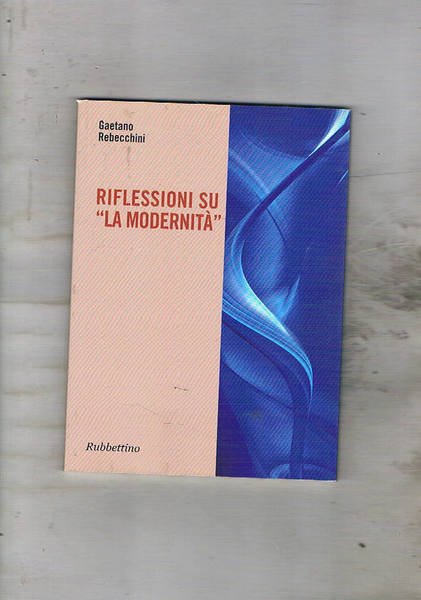 Gaetano
Rebecchini
RIFLESSIONI SU
“LA MODERNITÀ”
Rubbettino